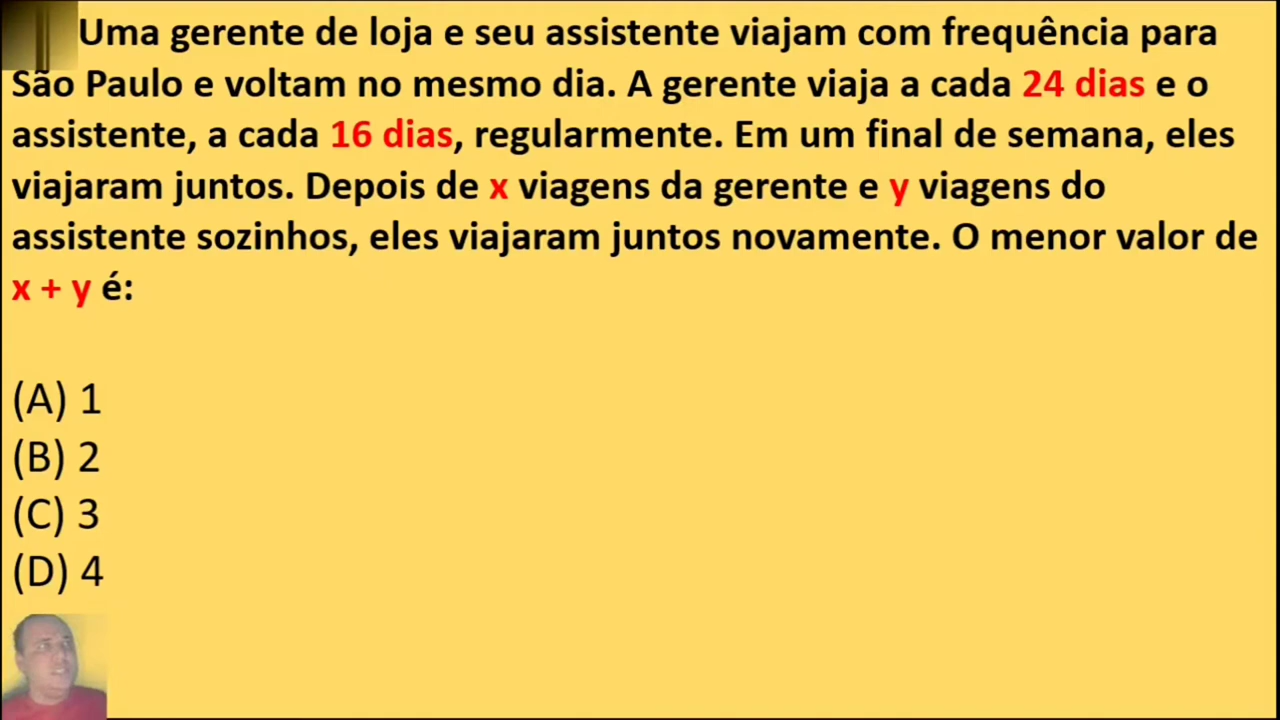 Uma gerente de loja e seu assistente viajam com frequência para
São Paulo e voltam no mesmo dia. A gerente viaja a cada 24 dias e o
assistente, a cada 16 dias, regularmente. Em um final de semana, eles
viajaram juntos. Depois de x viagens da gerente e y viagens do
assistente sozinhos, eles viajaram juntos novamente. O menor valor de
x + y é:
(A) 1
(B) 2
(C) 3
(D) 4